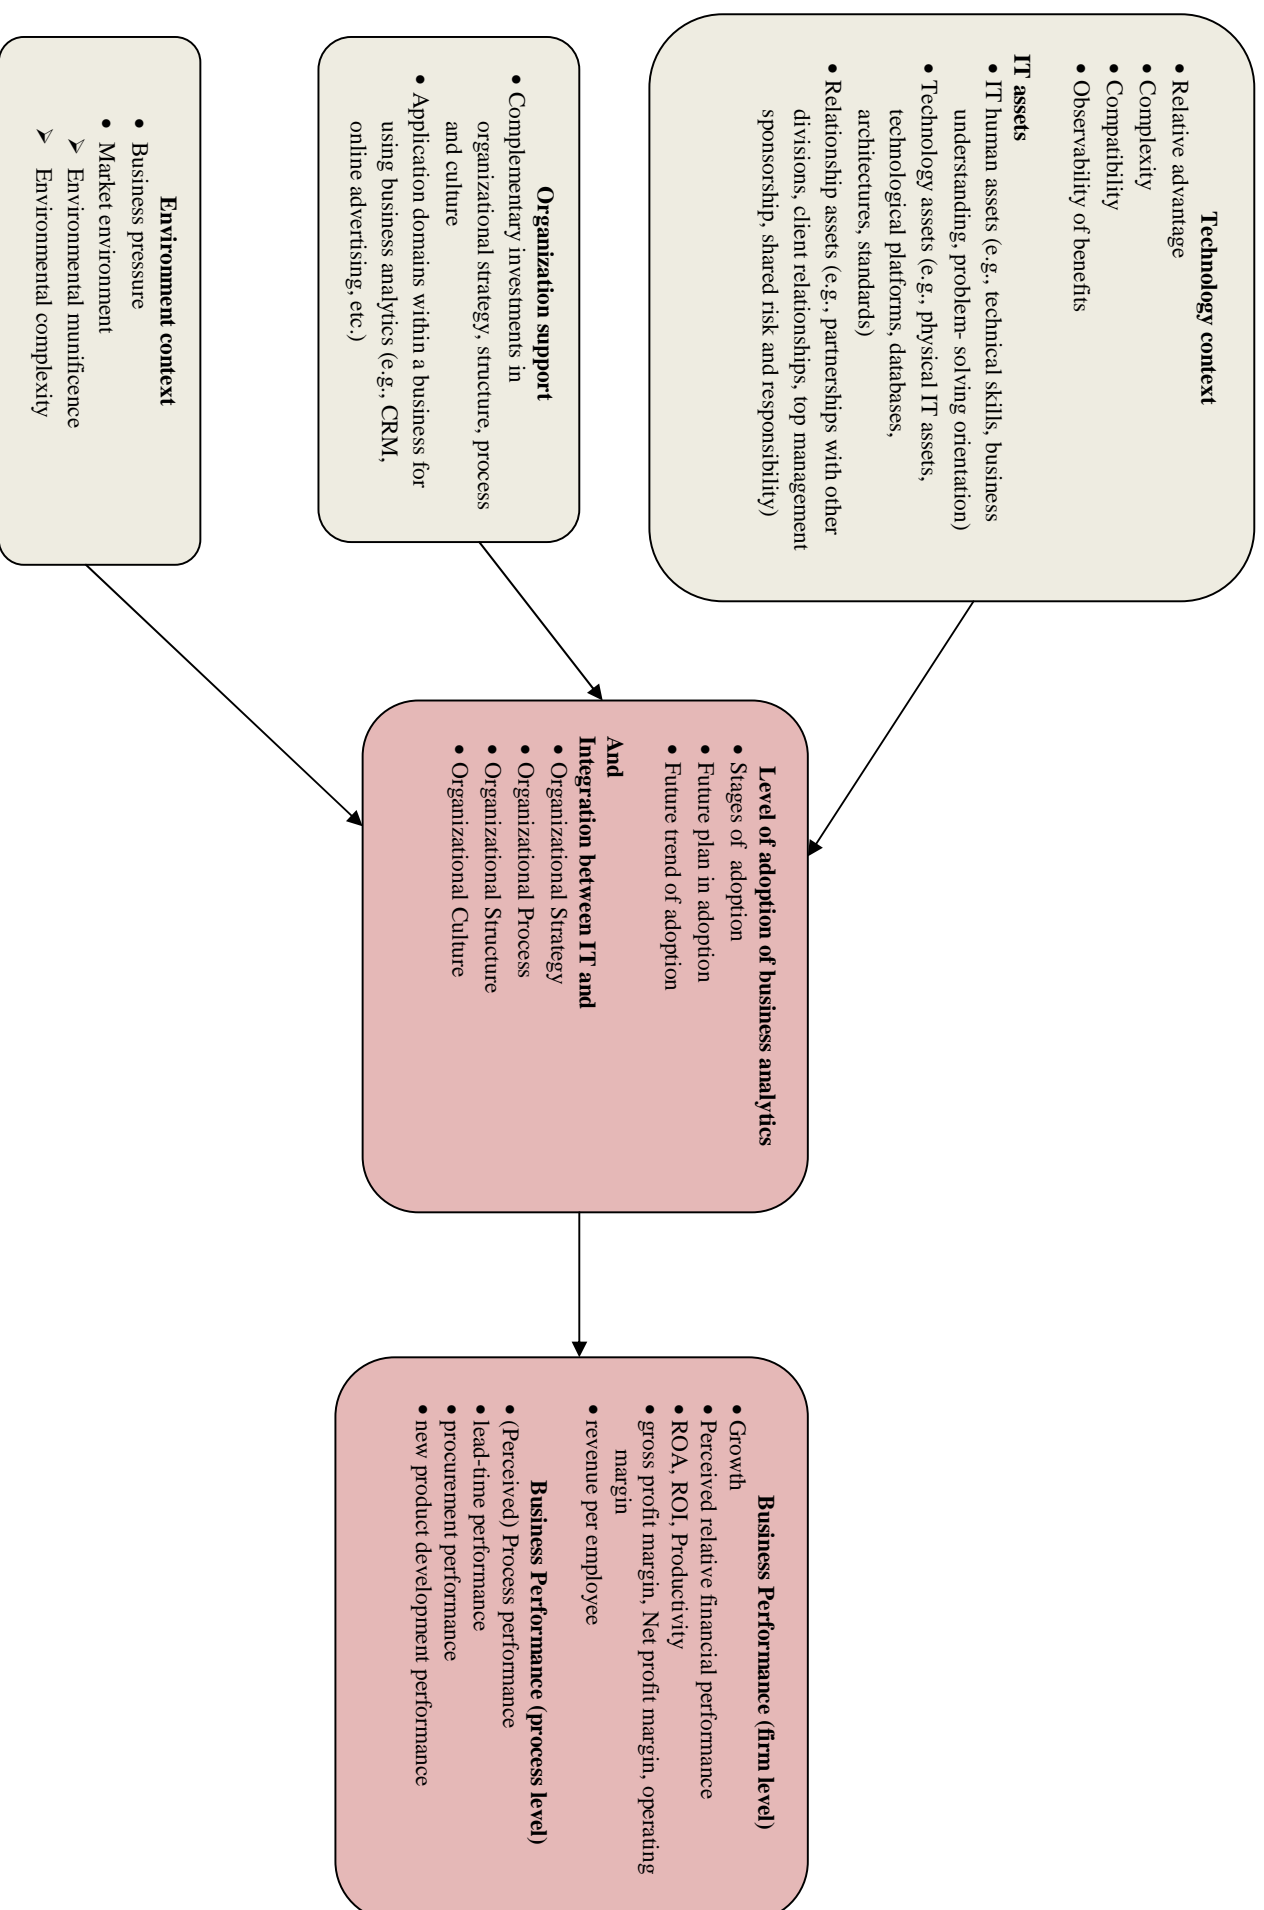 Technology context
• Relative advantage
• Complexity
• Compatibility
• Observability of benefits
IT assets
• IT human assets (e.g., technical skills, business
understanding, problem- solving orientation)
• Technology assets (e.g., physical IT assets,
technological platforms, databases,
architectures, standards)
• Relationship assets (e.g., partnerships with other
divisions, client relationships, top management
sponsorship, shared risk and responsibility)
Organization support
• Complementary investments in
organizational strategy, structure, process
and culture
• Application domains within a business for
using business analytics (e.g., CRM,
online advertising, etc.)
Environment context
• Business pressure
• Market environment
➢ Environmental munificence
➢ Environmental complexity
Level of adoption of business analytics
• Stages of adoption
• Future plan in adoption
• Future trend of adoption
And
Integration between IT and
• Organizational Strategy
• Organizational Process
• Organizational Structure
• Organizational Culture
Business Performance (firm level)
• Growth
• Perceived relative financial performance
• ROA, ROI, Productivity
• gross profit margin, Net profit margin, operating
margin
• revenue per employee
Business Performance (process level)
• (Perceived) Process performance
• lead-time performance
• procurement performance
• new product development performance